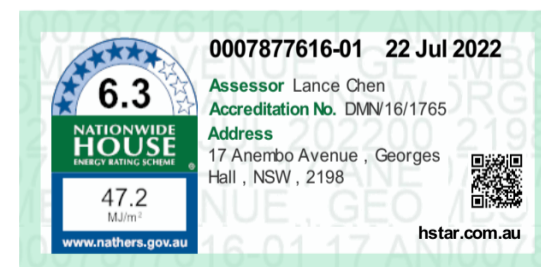 0007877616-01 22 Jul 2022
6.3
NATIONWIDE
HOUSE
ENERGY RATING SCHEME
47.2
MJ/m²
www.nathers.gov.au
Assessor Lance Chen
Accreditation No. DMN/16/1765
Address
17 Anembo Avenue , Georges
Hall , NSW , 2198
hstar.com.au